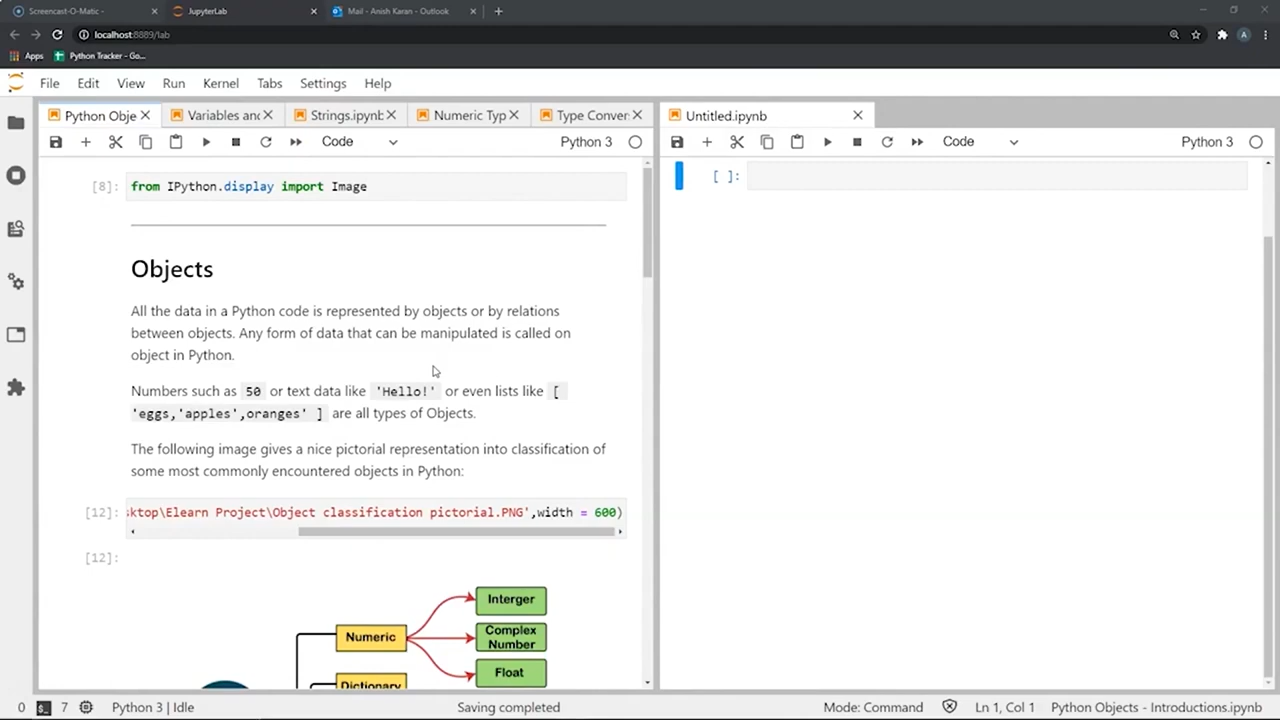 Screencast-O-Matic -
JupyterLab
Mail - Anish Karan - Outlook
localhost:8889/lab
A
Apps
Python Tracker - Go...
File Edit View Run Kernel Tabs Settings Help
Python Obje
Variables and
Strings.ipynb
Numeric Typ
Type Conver
Untitled.ipynb
Code
Python 3
Code
Python 3
[8]: from IPython.display import Image
[ ]:
Objects
All the data in a Python code is represented by objects or by relations
between objects. Any form of data that can be manipulated is called on
object in Python.
Numbers such as 50 or text data like 'Hello!' or even lists like [
'eggs,'apples',oranges' ] are all types of Objects.
The following image gives a nice pictorial representation into classification of
some most commonly encountered objects in Python:
[12]: ktop\Elearn Project\Object classification pictorial.PNG',width = 600)
[12]:
Interger
Numeric
Complex
Number
Float
Dictionary
0
7
Python 3 | Idle
Saving completed
Mode: Command
Ln 1, Col 1
Python Objects - Introductions.ipynb